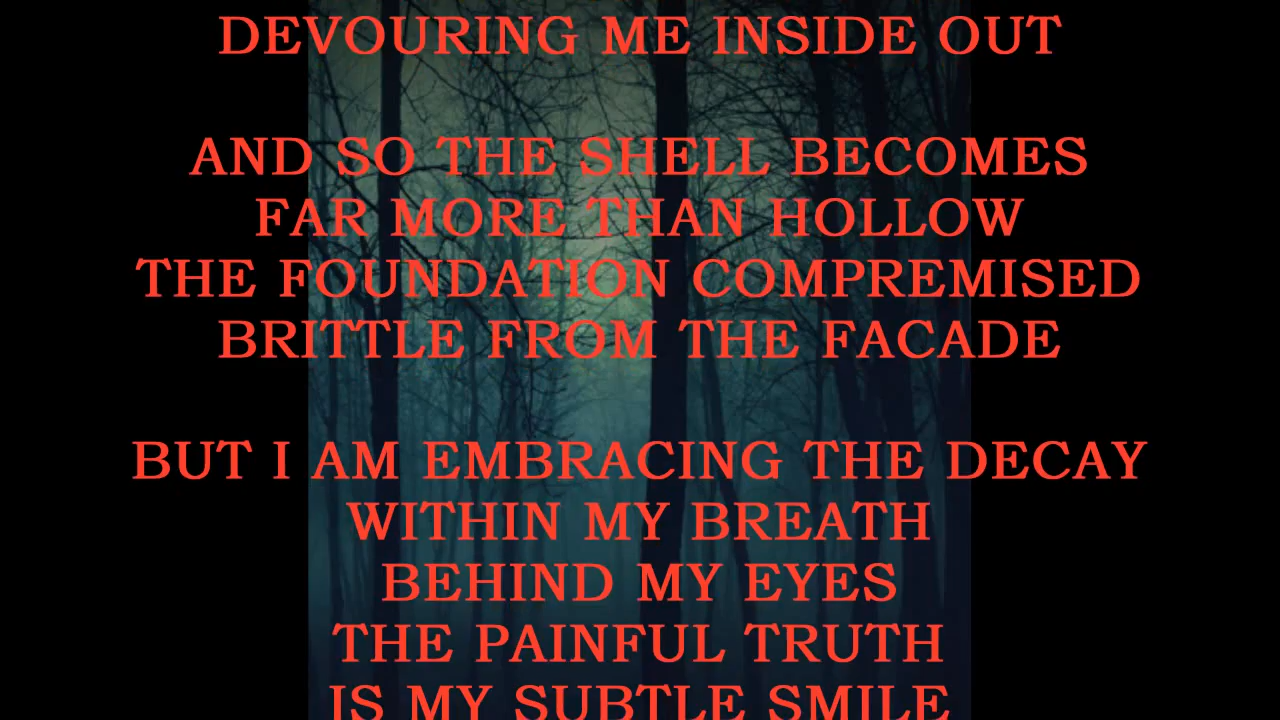 DEVOURING ME INSIDE OUT
AND SO THE SHELL BECOMES
FAR MORE THAN HOLLOW
THE FOUNDATION COMPREMISED
BRITTLE FROM THE FACADE
BUT I AM EMBRACING THE DECAY
WITHIN MY BREATH
BEHIND MY EYES
THE PAINFUL TRUTH
IS MY SUBTLE SMILE